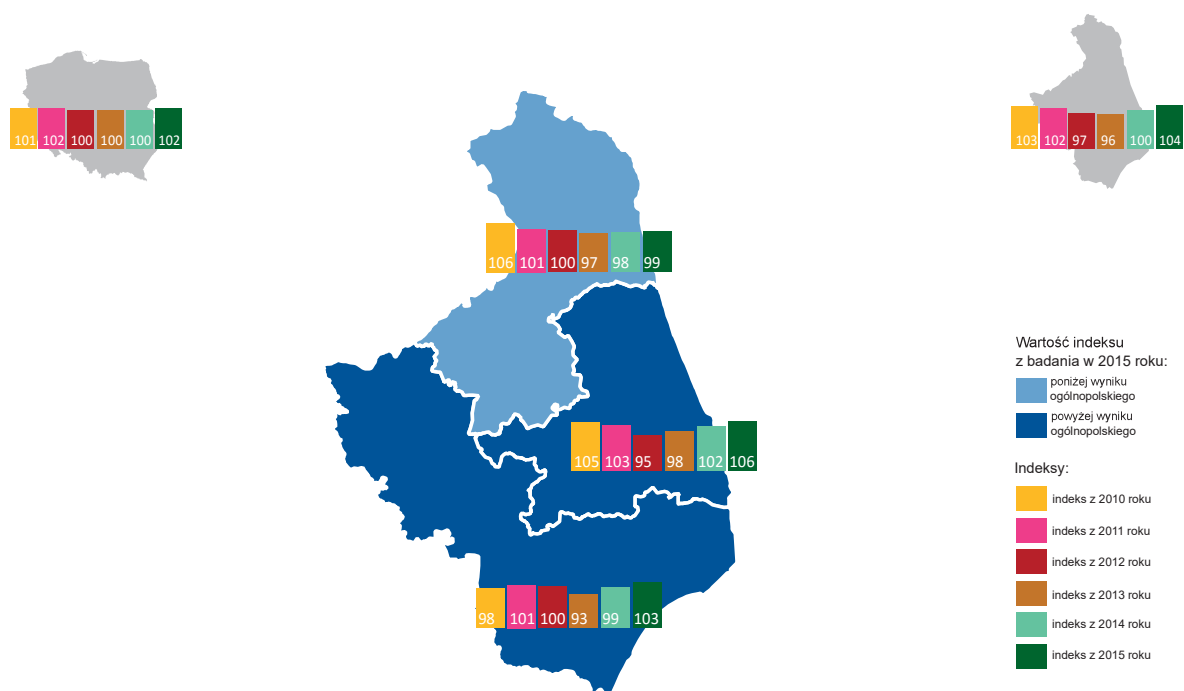 101 102 100 100 100 102
103 102 97 96 100 104
106 101 100 97 98 99
105 103 95 98 102 106
98 101 100 93 99 103
Wartość indeksu
z badania w 2015 roku:
poniżej wyniku
ogólnopolskiego
powyżej wyniku
ogólnopolskiego
Indeksy:
indeks z 2010 roku
indeks z 2011 roku
indeks z 2012 roku
indeks z 2013 roku
indeks z 2014 roku
indeks z 2015 roku